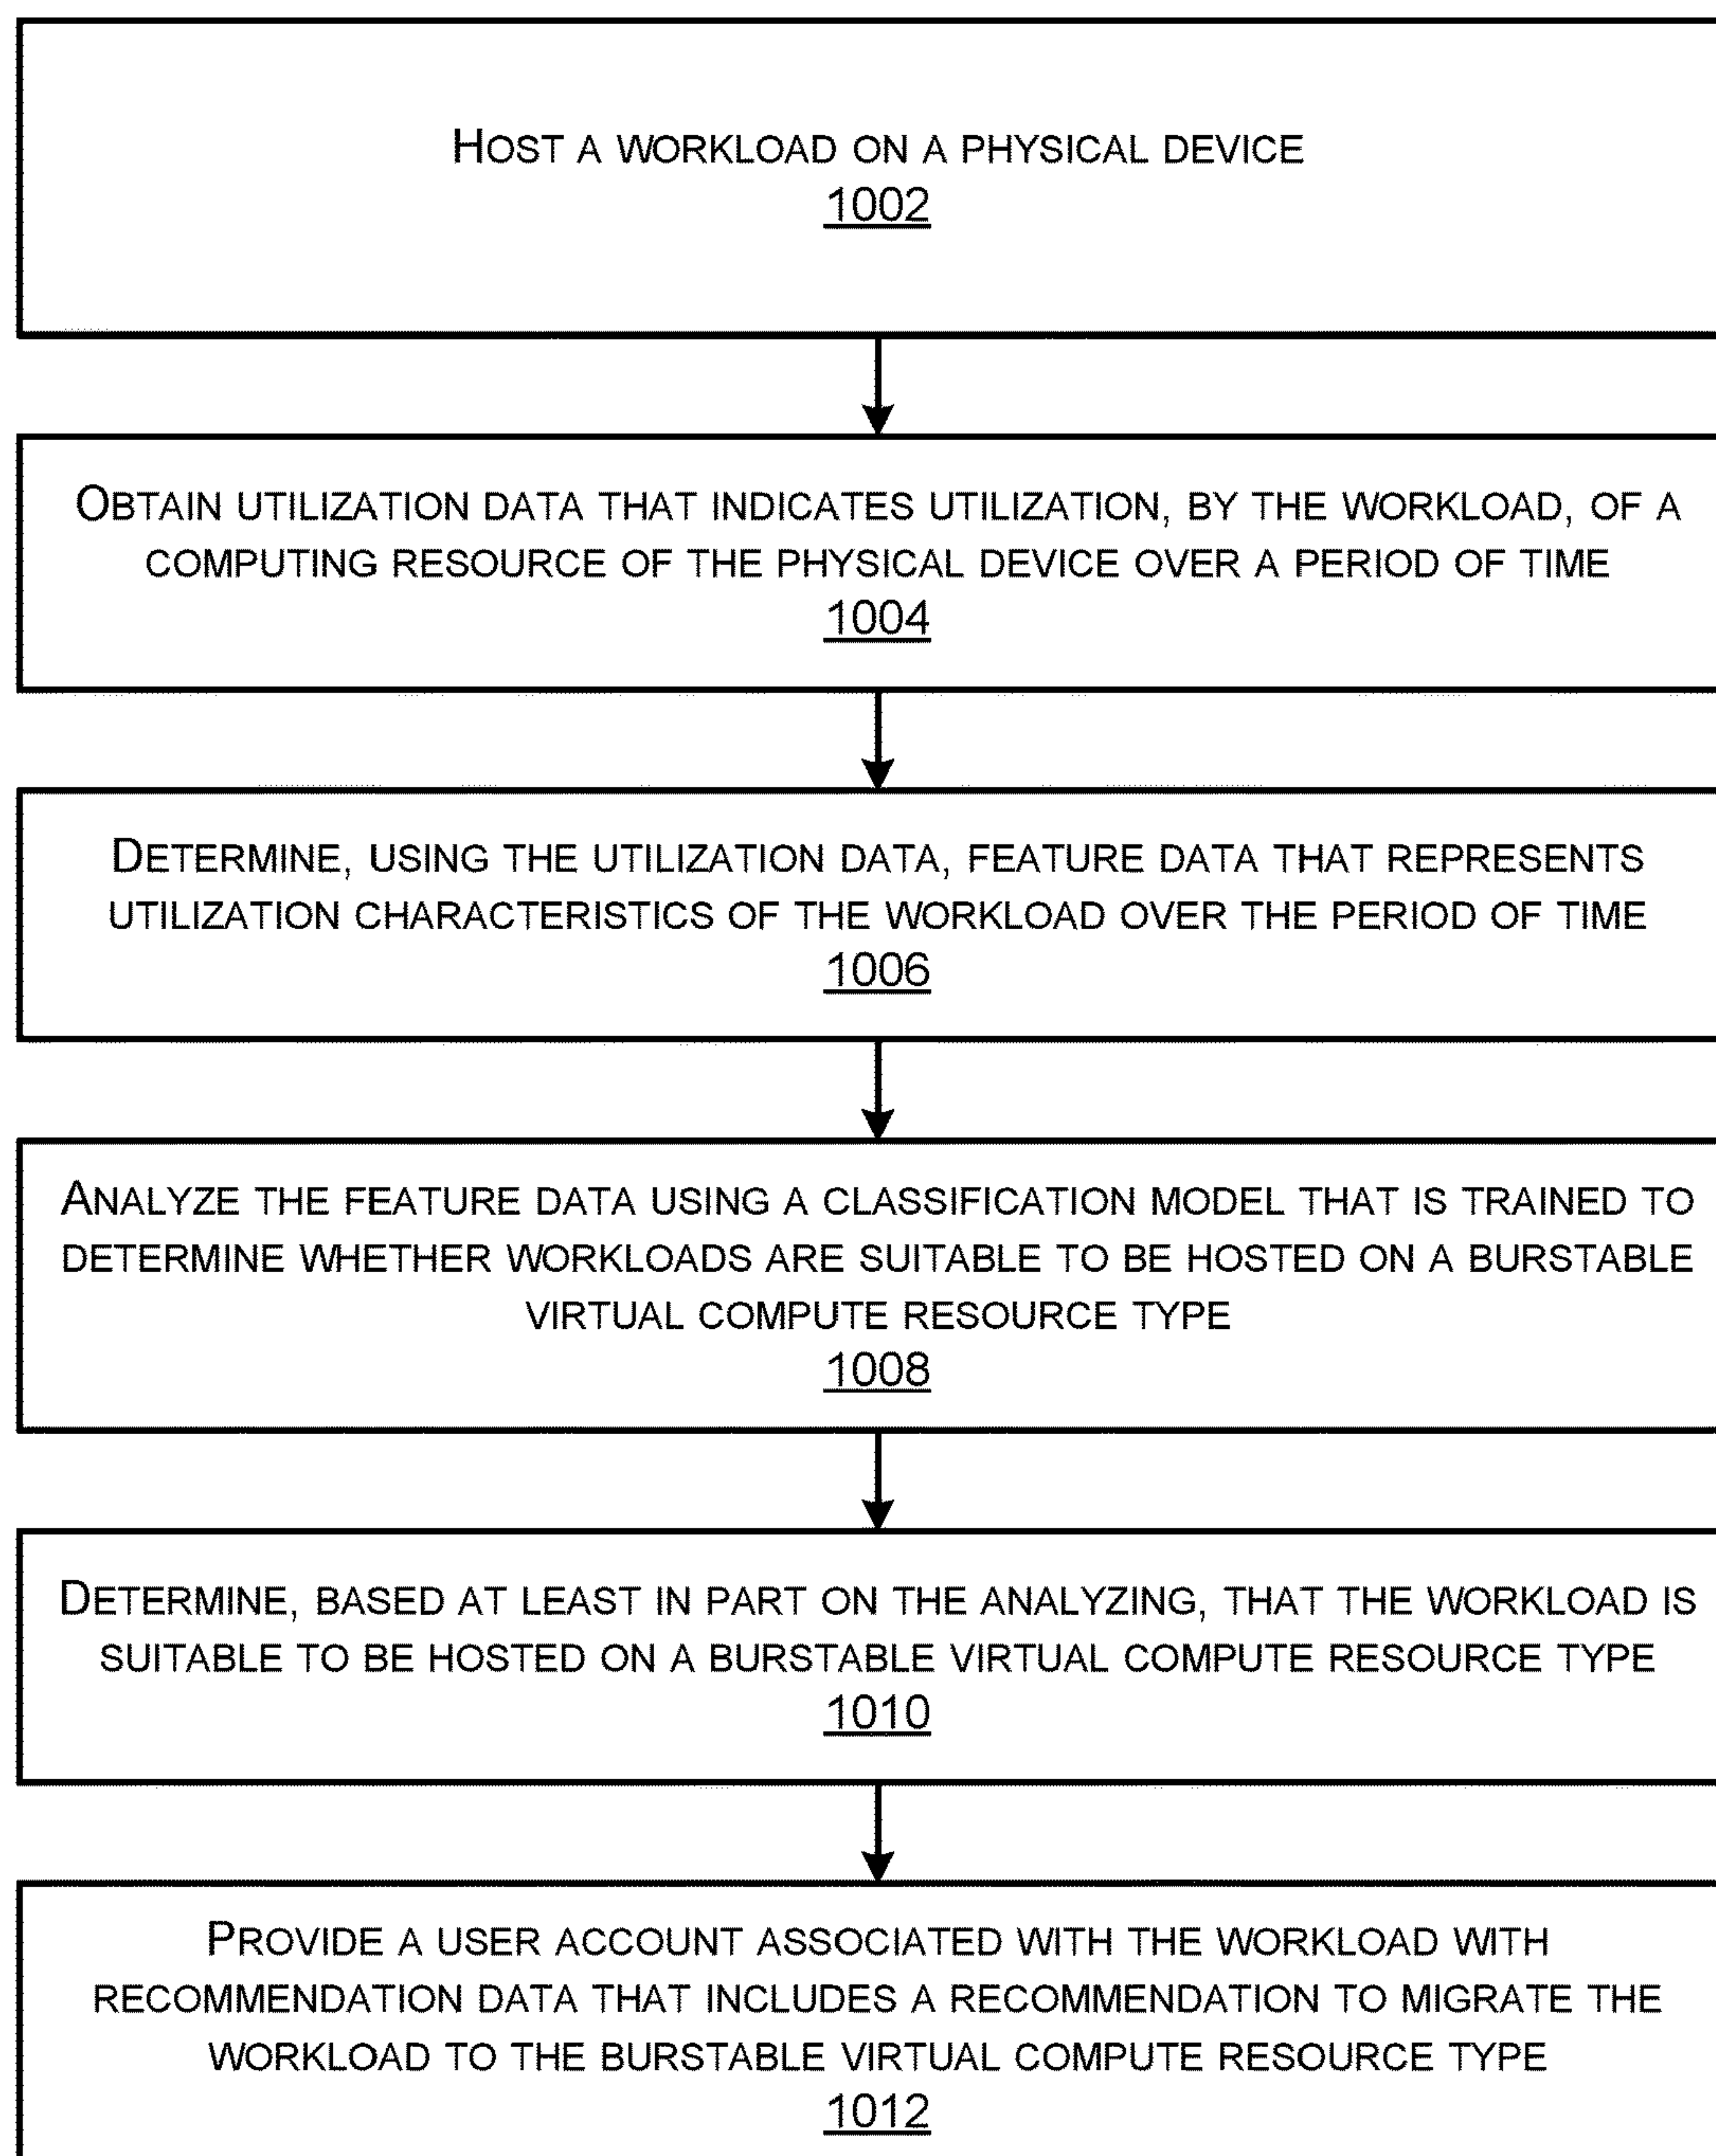 HOST A WORKLOAD ON A PHYSICAL DEVICE
1002
OBTAIN UTILIZATION DATA THAT INDICATES UTILIZATION, BY THE WORKLOAD, OF A
COMPUTING RESOURCE OF THE PHYSICAL DEVICE OVER A PERIOD OF TIME
1004
DETERMINE, USING THE UTILIZATION DATA, FEATURE DATA THAT REPRESENTS
UTILIZATION CHARACTERISTICS OF THE WORKLOAD OVER THE PERIOD OF TIME
1006
ANALYZE THE FEATURE DATA USING A CLASSIFICATION MODEL THAT IS TRAINED TO
DETERMINE WHETHER WORKLOADS ARE SUITABLE TO BE HOSTED ON A BURSTABLE
VIRTUAL COMPUTE RESOURCE TYPE
1008
DETERMINE, BASED AT LEAST IN PART ON THE ANALYZING, THAT THE WORKLOAD IS
SUITABLE TO BE HOSTED ON A BURSTABLE VIRTUAL COMPUTE RESOURCE TYPE
1010
PROVIDE A USER ACCOUNT ASSOCIATED WITH THE WORKLOAD WITH
RECOMMENDATION DATA THAT INCLUDES A RECOMMENDATION TO MIGRATE THE
WORKLOAD TO THE BURSTABLE VIRTUAL COMPUTE RESOURCE TYPE
1012